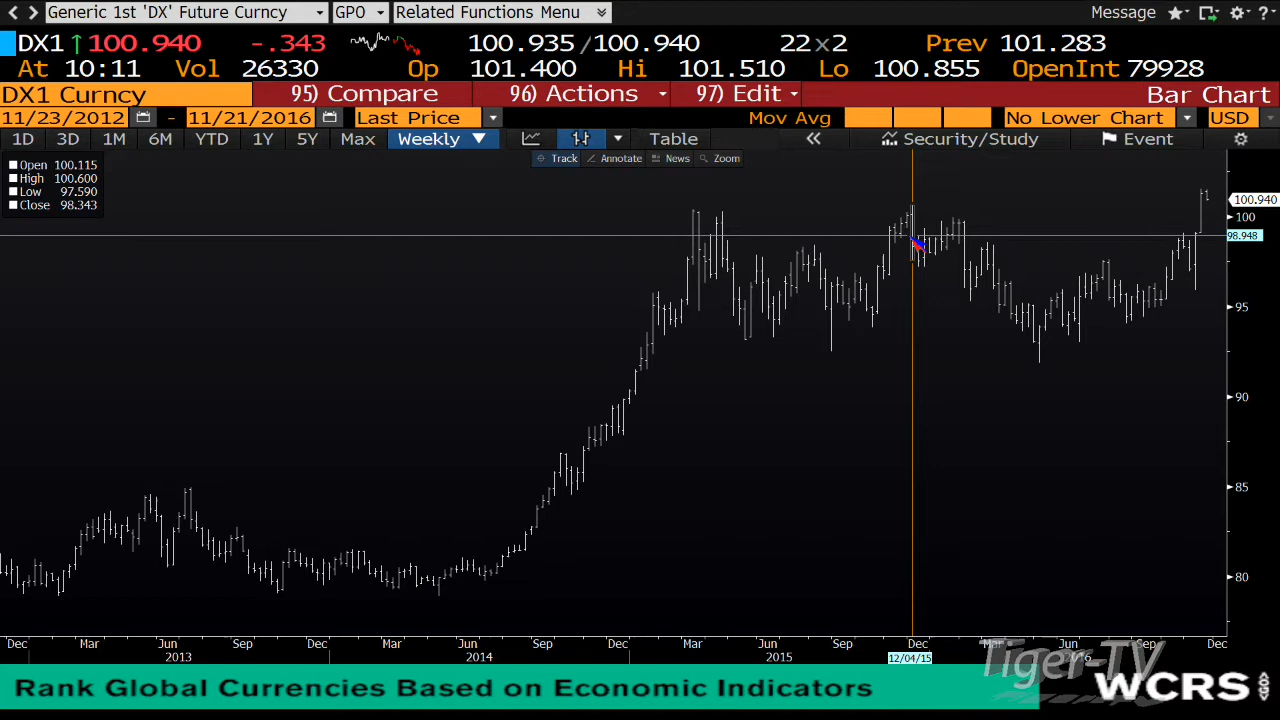 Generic 1st 'DX' Future Curncy GPO Related Functions Menu Message ?
DX1 100.940 -.343 100.935 /100.940 22 x 2 Prev 101.283
At 10:11 Vol 26330 Op 101.400 Hi 101.510 Lo 100.855 OpenInt 79928
DX1 Curncy 95) Compare 96) Actions 97) Edit Bar Chart
11/23/2012 - 11/21/2016 Last Price Mov Avg No Lower Chart USD
1D 3D 1M 6M YTD 1Y 5Y Max Weekly Table Security/Study Event
Track Annotate News Zoom
Open 100.115
High 100.600
Low 97.590
Close 98.343
100.940
100
98.948
95
90
85
80
Dec Mar Jun Sep Dec Mar Jun Sep Dec Mar Jun Sep Dec Mar Jun Sep Dec
2013 2014 2015 12/04/15 2016
Tiger-TV
Rank Global Currencies Based on Economic Indicators
WCRS GO